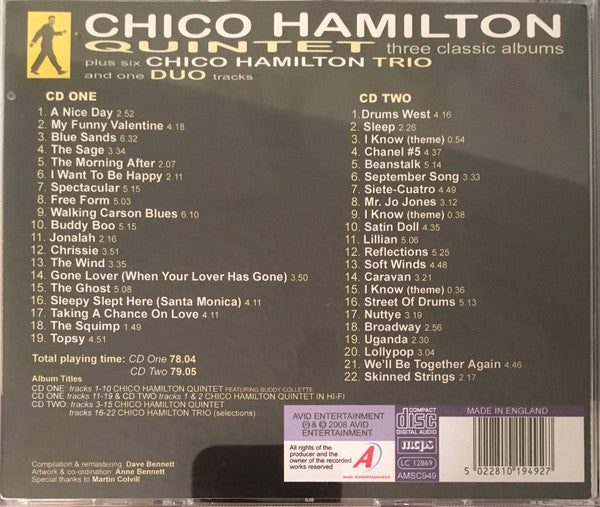 CHICO HAMILTON
QUINTET three classic albums
plus six CHICO HAMILTON TRIO
and one DUO tracks
CD ONE
1. A Nice Day 2.52
2. My Funny Valentine 4.18
3. Blue Sands 6.32
4. The Sage 3.34
5. The Morning After 2.07
6. I Want To Be Happy 2.11
7. Spectacular 5.15
8. Free Form 5.03
9. Walking Carson Blues 6.10
10. Buddy Boo 5.15
11. Jonalah 2.16
12. Chrissie 3.51
13. The Wind 3.35
14. Gone Lover (When Your Lover Has Gone) 3.50
15. The Ghost 5.08
16. Sleepy Slept Here (Santa Monica) 4.11
17. Taking A Chance On Love 4.11
18. The Squimp 1.49
19. Topsy 4.51
Total playing time: CD One 78.04
CD Two 79.05
CD TWO
1. Drums West 4.16
2. Sleep 2.26
3. I Know (theme) 0.54
4. Chanel #5 4.37
5. Beanstalk 5.14
6. September Song 3.33
7. Siete-Cuatro 4.49
8. Mr. Jo Jones 3.12
9. I Know (theme) 0.38
10. Satin Doll 4.35
11. Lillian 5.06
12. Reflections 5.25
13. Soft Winds 4.48
14. Caravan 3.21
15. I Know (theme) 0.36
16. Street Of Drums 5.13
17. Nuttye 3.19
18. Broadway 2.56
19. Uganda 2.30
20. Lollypop 3.04
21. We'll Be Together Again 4.46
22. Skinned Strings 2.17
Album Titles
CD ONE: tracks 1-10 CHICO HAMILTON QUINTET FEATURING BUDDY COLLETTE
CD ONE: tracks 11-19 & CD TWO tracks 1 & 2 CHICO HAMILTON QUINTET IN HI-FI
CD TWO: tracks 3-15 CHICO HAMILTON QUINTET
tracks 16-22 CHICO HAMILTON TRIO (selections)
Compilation & remastering: Dave Bennett
Artwork & co-ordination: Anne Bennett
Special thanks to Martin Colvill
AVID ENTERTAINMENT
℗ & © 2008 AVID
ENTERTAINMENT
All rights of the
producer and the
owner of the recorded
works reserved
A
COMPACT
disc
DIGITAL AUDIO
mcps
LC 12869
AMSC949
MADE IN ENGLAND
5 022810 194927